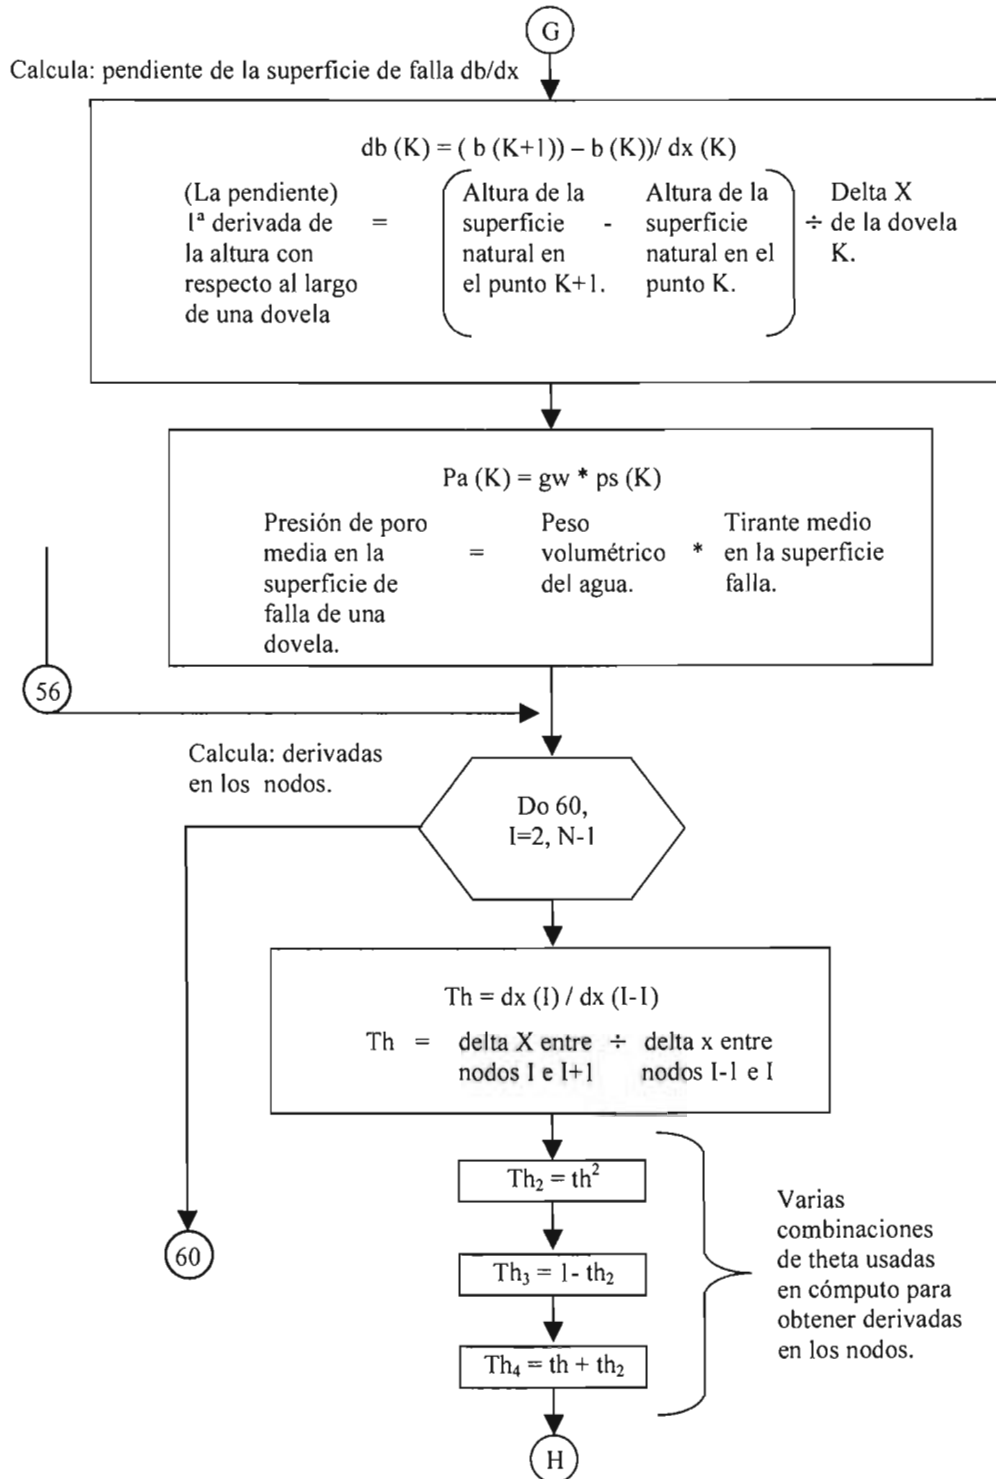 G
Calcula: pendiente de la superficie de falla db/dx
db (K) = ( b (K+1)) – b (K))/ dx (K)
(La pendiente)
1ª derivada de
la altura con
respecto al largo
de una dovela
=
Altura de la
superficie
natural en
el punto K+1.
-
Altura de la
superficie
natural en el
punto K.
÷
Delta X
de la dovela
K.
Pa (K) = gw * ps (K)
Presión de poro
media en la
superficie de
falla de una
dovela.
=
Peso
volumétrico
del agua.
*
Tirante medio
en la superficie
falla.
56
Calcula: derivadas
en los nodos.
Do 60,
I=2, N-1
Th = dx (I) / dx (I-1)
Th = delta X entre ÷ delta x entre
nodos I e I+1 nodos I-1 e I
Th₂ = th²
Th₃ = 1- th₂
Th₄ = th + th₂
Varias
combinaciones
de theta usadas
en cómputo para
obtener derivadas
en los nodos.
60
H